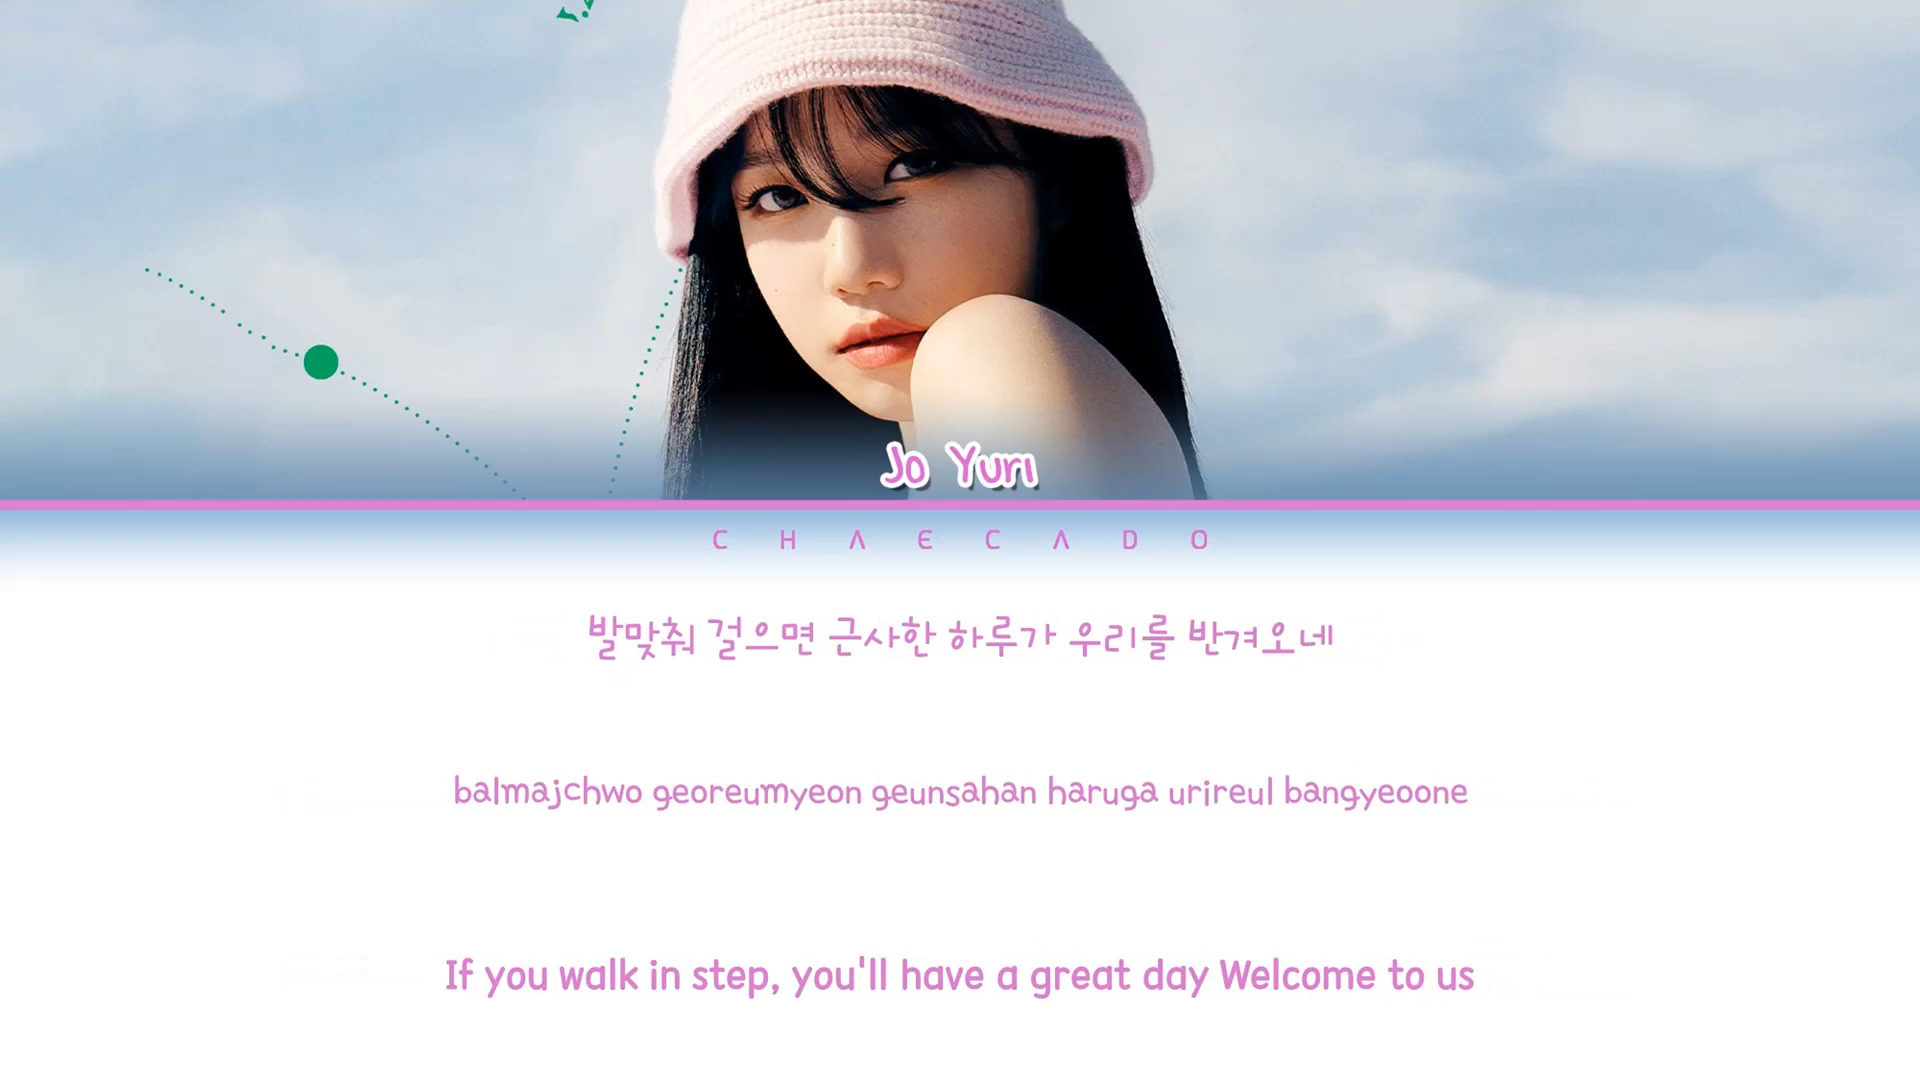 Jo Yuri
CHAECADO
발맞춰 걸으면 근사한 하루가 우리를 반겨오네
balmajchwo georeumyeon geunsahan haruga urireul bangyeoone
If you walk in step, you'll have a great day Welcome to us